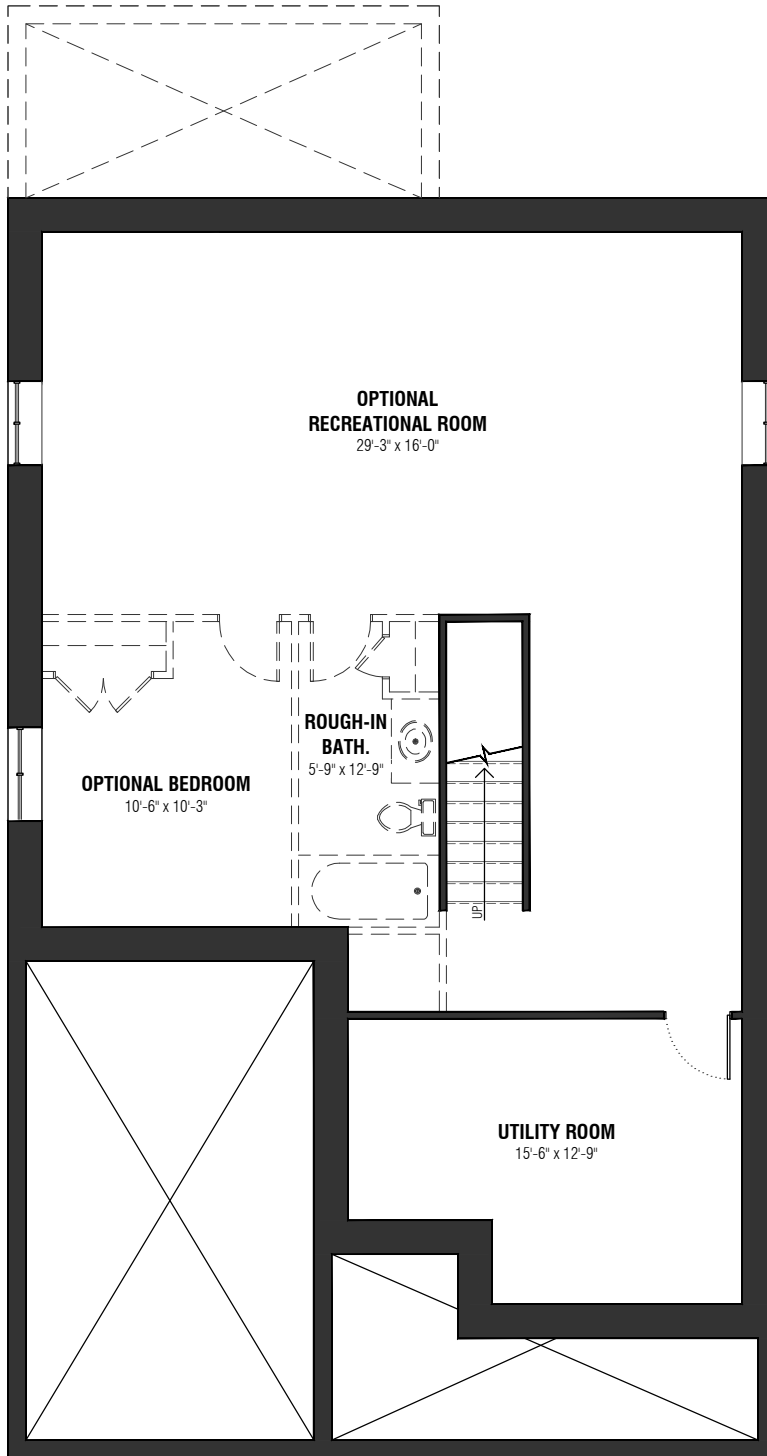 OPTIONAL
RECREATIONAL ROOM
29'-3" x 16'-0"
ROUGH-IN
BATH.
5'-9" x 12'-9"
OPTIONAL BEDROOM
10'-6" x 10'-3"
UP
UTILITY ROOM
15'-6" x 12'-9"